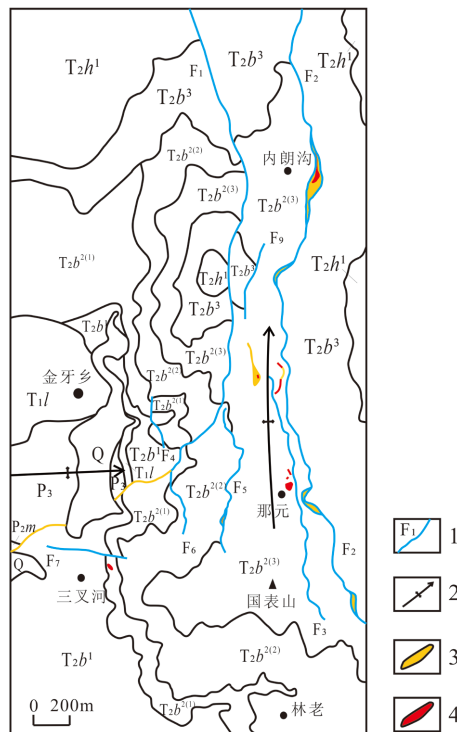 T₂h¹
F₁
T₂b³
F₂
T₂b³
T₂b²⁽²⁾
内朗沟
T₂b²⁽³⁾
T₂b²⁽³⁾
T₂b²⁽¹⁾
F₉
T₂h¹
T₂b³
T₂h¹
T₂b³
T₂b¹
T₂b²⁽³⁾
T₂b³
T₂b²⁽²⁾
金牙乡
T₁l
T₂b²⁽¹⁾
Q
T₂b¹
F₄
P₃
P₃
T₁l
T₂b²⁽²⁾
F₅
那元
T₂b²⁽¹⁾
P₂m
F₆
F₂
F₇
Q
T₂b²⁽³⁾
三叉河
国表山
F₃
T₂b¹
T₂b²⁽²⁾
T₂b²⁽¹⁾
0 200m
林老
F₁ 1
2
3
4